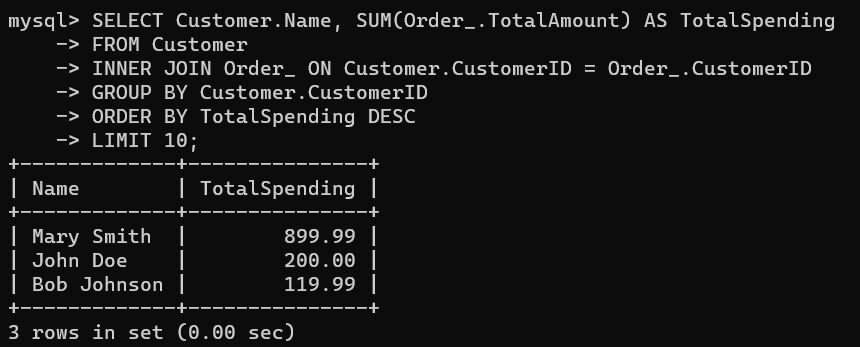 mysql> SELECT Customer.Name, SUM(Order_.TotalAmount) AS TotalSpending
    -> FROM Customer
    -> INNER JOIN Order_ ON Customer.CustomerID = Order_.CustomerID
    -> GROUP BY Customer.CustomerID
    -> ORDER BY TotalSpending DESC
    -> LIMIT 10;
+-------------+---------------+
| Name        | TotalSpending |
+-------------+---------------+
| Mary Smith  |        899.99 |
| John Doe    |        200.00 |
| Bob Johnson |        119.99 |
+-------------+---------------+
3 rows in set (0.00 sec)